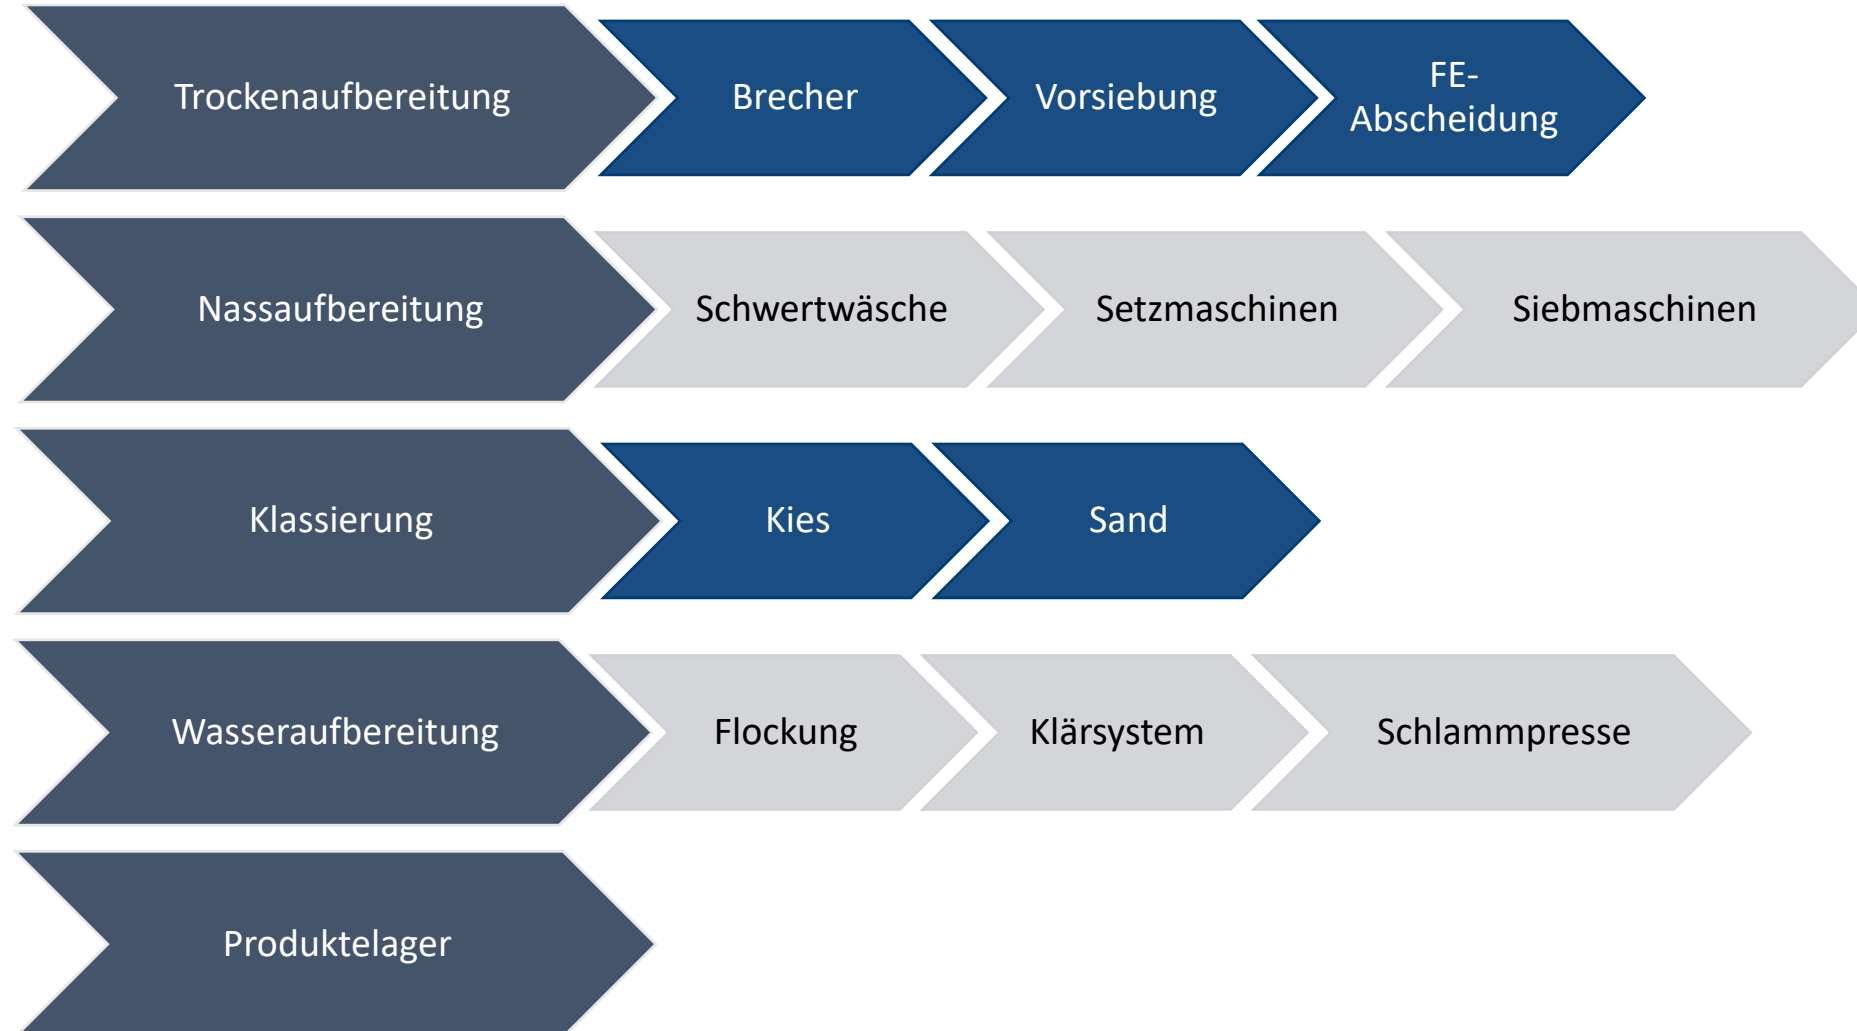 Trockenaufbereitung
Brecher
Vorsiebung
FE-
Abscheidung
Nassaufbereitung
Schwertwäsche
Setzmaschinen
Siebmaschinen
Klassierung
Kies
Sand
Wasseraufbereitung
Flockung
Klärsystem
Schlammpresse
Produktelager